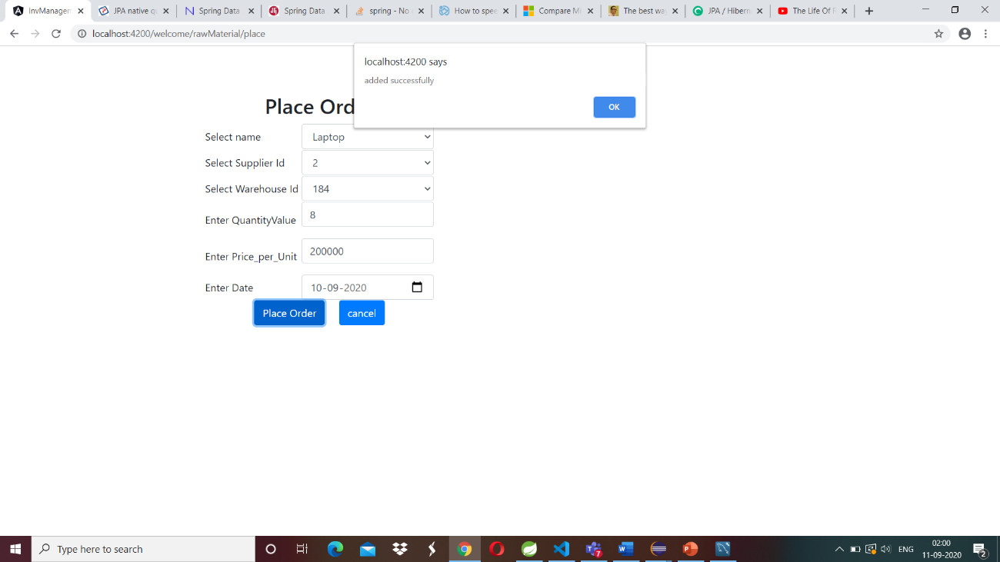 InvManagem
JPA native qu
Spring Data
Spring Data
spring - No
How to spee
Compare Mi
The best wa
JPA / Hibern
The Life Of
localhost:4200/welcome/rawMaterial/place
localhost:4200 says
added successfully
OK
Place Ord
Select name Laptop
Select Supplier Id 2
Select Warehouse Id 184
Enter QuantityValue 8
Enter Price_per_Unit 200000
Enter Date 10-09-2020
Place Order cancel
Type here to search
7
ENG
02:00
11-09-2020
2